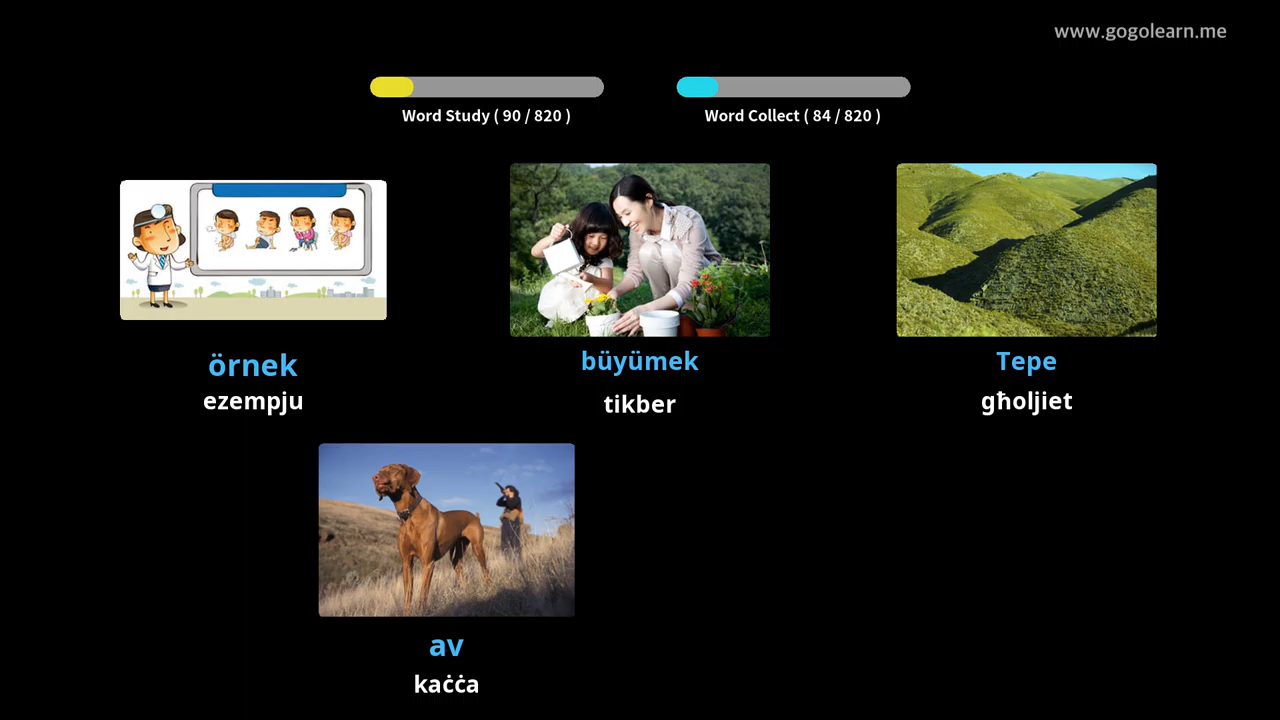 www.gogolearn.me
Word Study ( 90 / 820 )
Word Collect ( 84 / 820 )
örnek
ezempju
büyümek
tikber
Tepe
għoljiet
av
kaċċa